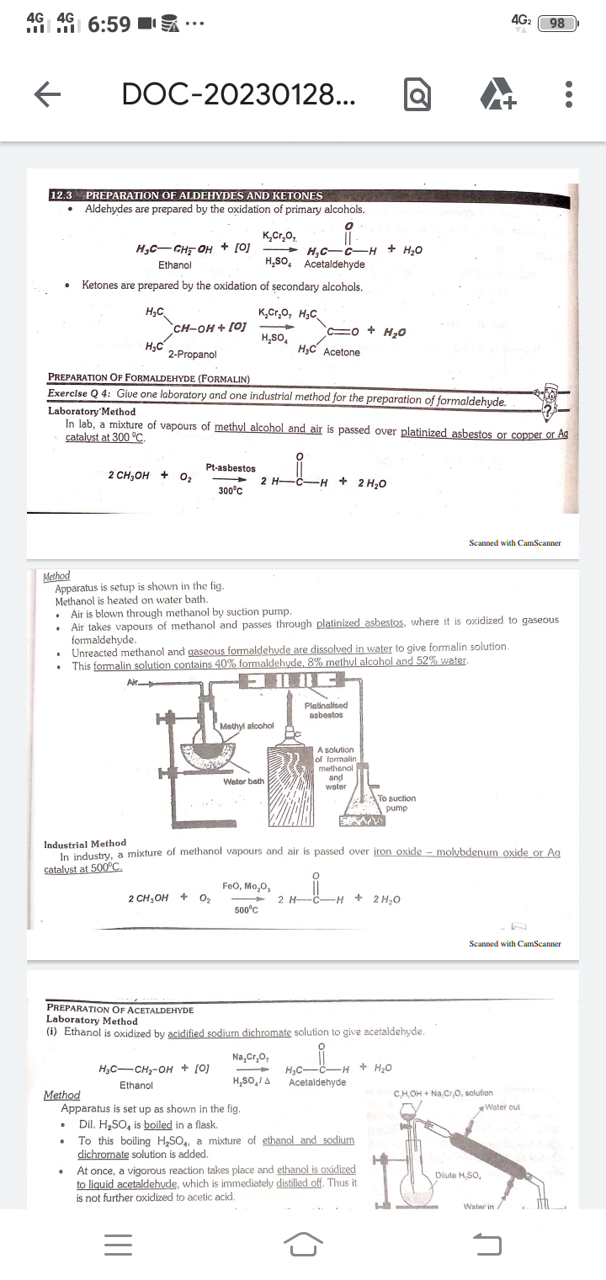 4G 4G 6:59 ... 4G2 98
DOC-20230128...
12.3 PREPARATION OF ALDEHYDES AND KETONES
• Aldehydes are prepared by the oxidation of primary alcohols.
H₃C—CH₂—OH + [O] K₂Cr₂O₇ H₂SO₄ H₃C—C—H O + H₂O
Ethanol Acetaldehyde
• Ketones are prepared by the oxidation of secondary alcohols.
H₃C H₃C CH—OH + [O] K₂Cr₂O₇ H₂SO₄ H₃C H₃C C=O + H₂O
2-Propanol Acetone
PREPARATION OF FORMALDEHYDE (FORMALIN)
Exercise Q 4: Give one laboratory and one industrial method for the preparation of formaldehyde.
Laboratory Method
In lab, a mixture of vapours of methyl alcohol and air is passed over platinized asbestos or copper or Ag
catalyst at 300 °C.
2 CH₃OH + O₂ Pt-asbestos 300°C 2 H—C—H O + 2 H₂O
Scanned with CamScanner
Method
Apparatus is setup is shown in the fig.
Methanol is heated on water bath.
• Air is blown through methanol by suction pump.
• Air takes vapours of methanol and passes through platinized asbestos, where it is oxidized to gaseous
formaldehyde.
• Unreacted methanol and gaseous formaldehyde are dissolved in water to give formalin solution.
• This formalin solution contains 40% formaldehyde, 8% methyl alcohol and 52% water.
Air
Platinalised
asbestos
Methyl alcohol
A solution
of formalin
methanol
and
water
Water bath
To suction
pump
Industrial Method
In industry, a mixture of methanol vapours and air is passed over iron oxide – molybdenum oxide or Ag
catalyst at 500°C.
2 CH₃OH + O₂ FeO, Mo₂O₃ 500°C 2 H—C—H O + 2 H₂O
Scanned with CamScanner
PREPARATION OF ACETALDEHYDE
Laboratory Method
(i) Ethanol is oxidized by acidified sodium dichromate solution to give acetaldehyde.
H₃C—CH₂–OH + [O] Na₂Cr₂O₇ H₂SO₄/Δ H₃C—C—H O + H₂O
Ethanol Acetaldehyde
Method
Apparatus is set up as shown in the fig.
• Dil. H₂SO₄ is boiled in a flask.
• To this boiling H₂SO₄, a mixture of ethanol and sodium
dichromate solution is added.
• At once, a vigorous reaction takes place and ethanol is oxidized
to liquid acetaldehyde, which is immediately distilled off. Thus it
is not further oxidized to acetic acid.
C₂H₅OH + Na₂Cr₂O₇ solution
Water out
Dilute H₂SO₄
Water in